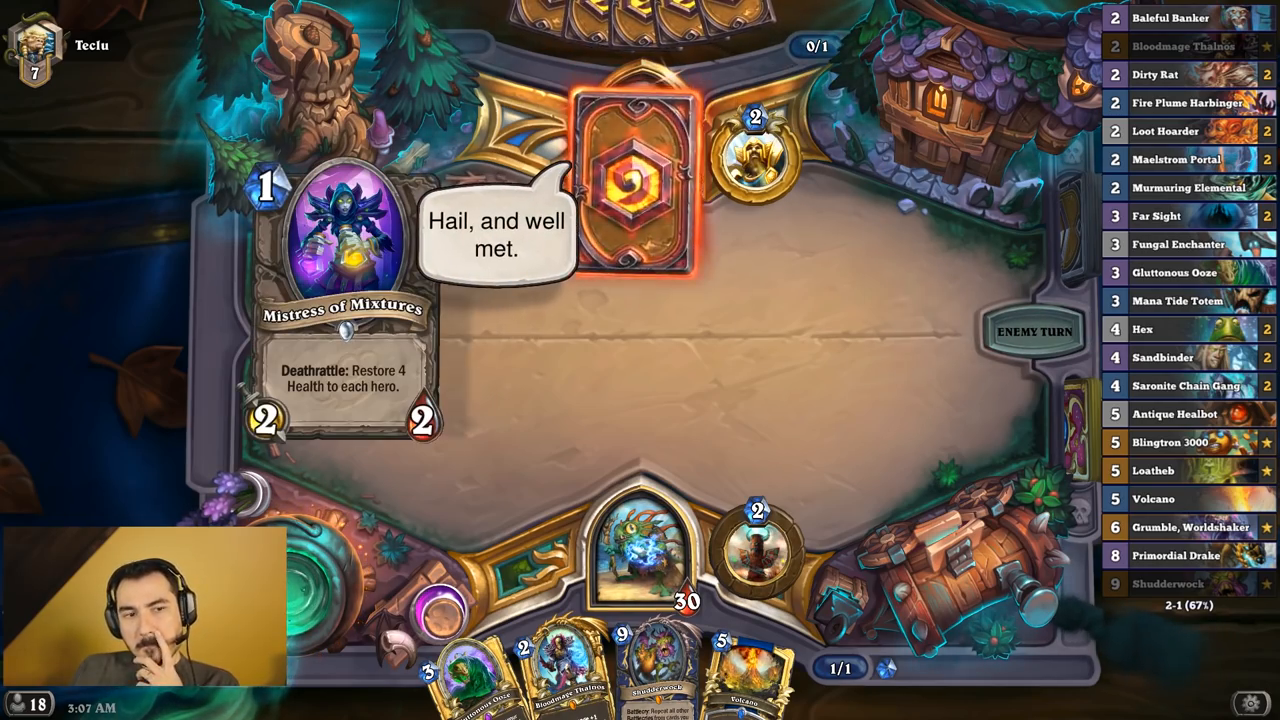 Teclu
7
0/1
2
1
Mistress of Mixtures
Deathrattle: Restore 4
Health to each hero.
2
2
Hail, and well
met.
ENEMY TURN
2
30
3
2
Bloodmage Thalnos
9
Shudderwock
5
Volcano
1/1
2 Baleful Banker
2 Bloodmage Thalnos
2 Dirty Rat 2
2 Fire Plume Harbinger
2 Loot Hoarder 2
2 Maelstrom Portal 2
2 Murmuring Elemental
3 Far Sight 2
3 Fungal Enchanter
3 Gluttonous Ooze
3 Mana Tide Totem
4 Hex 2
4 Sandbinder 2
4 Saronite Chain Gang 2
5 Antique Healbot
5 Blingtron 3000
5 Loatheb
5 Volcano
6 Grumble, Worldshaker
8 Primordial Drake
9 Shudderwock
2-1 (67%)
18
3:07 AM